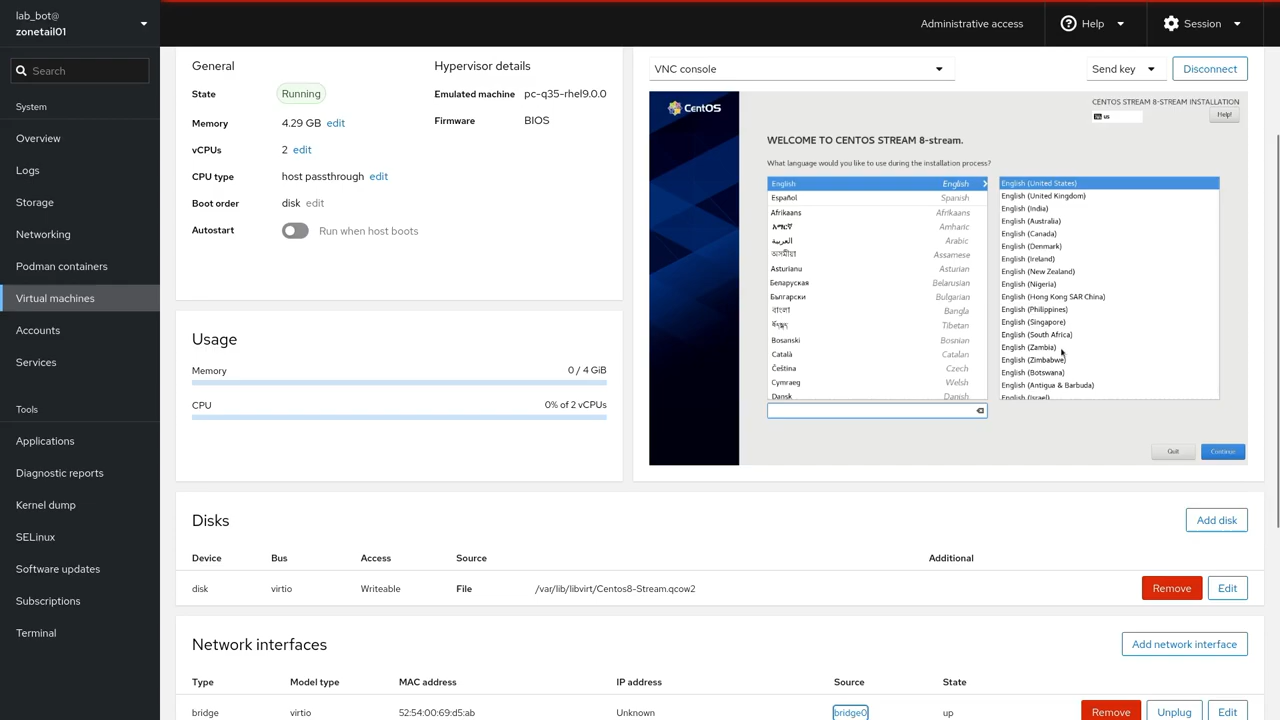 lab_bot@
zonetail01
Administrative access
Help
Session
Search
System
Overview
Logs
Storage
Networking
Podman containers
Virtual machines
Accounts
Services
Tools
Applications
Diagnostic reports
Kernel dump
SELinux
Software updates
Subscriptions
Terminal
General
State Running
Memory 4.29 GB edit
vCPUs 2 edit
CPU type host passthrough edit
Boot order disk edit
Autostart Run when host boots
Hypervisor details
Emulated machine pc-q35-rhel9.0.0
Firmware BIOS
Usage
Memory 0 / 4 GiB
CPU 0% of 2 vCPUs
VNC console
Send key
Disconnect
CentOS
CENTOS STREAM 8-STREAM INSTALLATION
us
Help!
WELCOME TO CENTOS STREAM 8-stream.
What language would you like to use during the installation process?
English English
Español Spanish
Afrikaans Afrikaans
አማርኛ Amharic
العربية Arabic
অসমীয়া Assamese
Asturianu Asturian
Беларуская Belarusian
Български Bulgarian
বাংলা Bangla
Tibetan
Bosanski Bosnian
Català Catalan
Čeština Czech
Cymraeg Welsh
Dansk Danish
English (United States)
English (United Kingdom)
English (India)
English (Australia)
English (Canada)
English (Denmark)
English (Ireland)
English (New Zealand)
English (Nigeria)
English (Hong Kong SAR China)
English (Philippines)
English (Singapore)
English (South Africa)
English (Zambia)
English (Zimbabwe)
English (Botswana)
English (Antigua & Barbuda)
English (Israel)
Quit
Continue
Disks
Add disk
Device Bus Access Source Additional
disk virtio Writeable File /var/lib/libvirt/Centos8-Stream.qcow2 Remove Edit
Network interfaces
Add network interface
Type Model type MAC address IP address Source State
bridge virtio 52:54:00:69:d5:ab Unknown bridge0 up Remove Unplug Edit